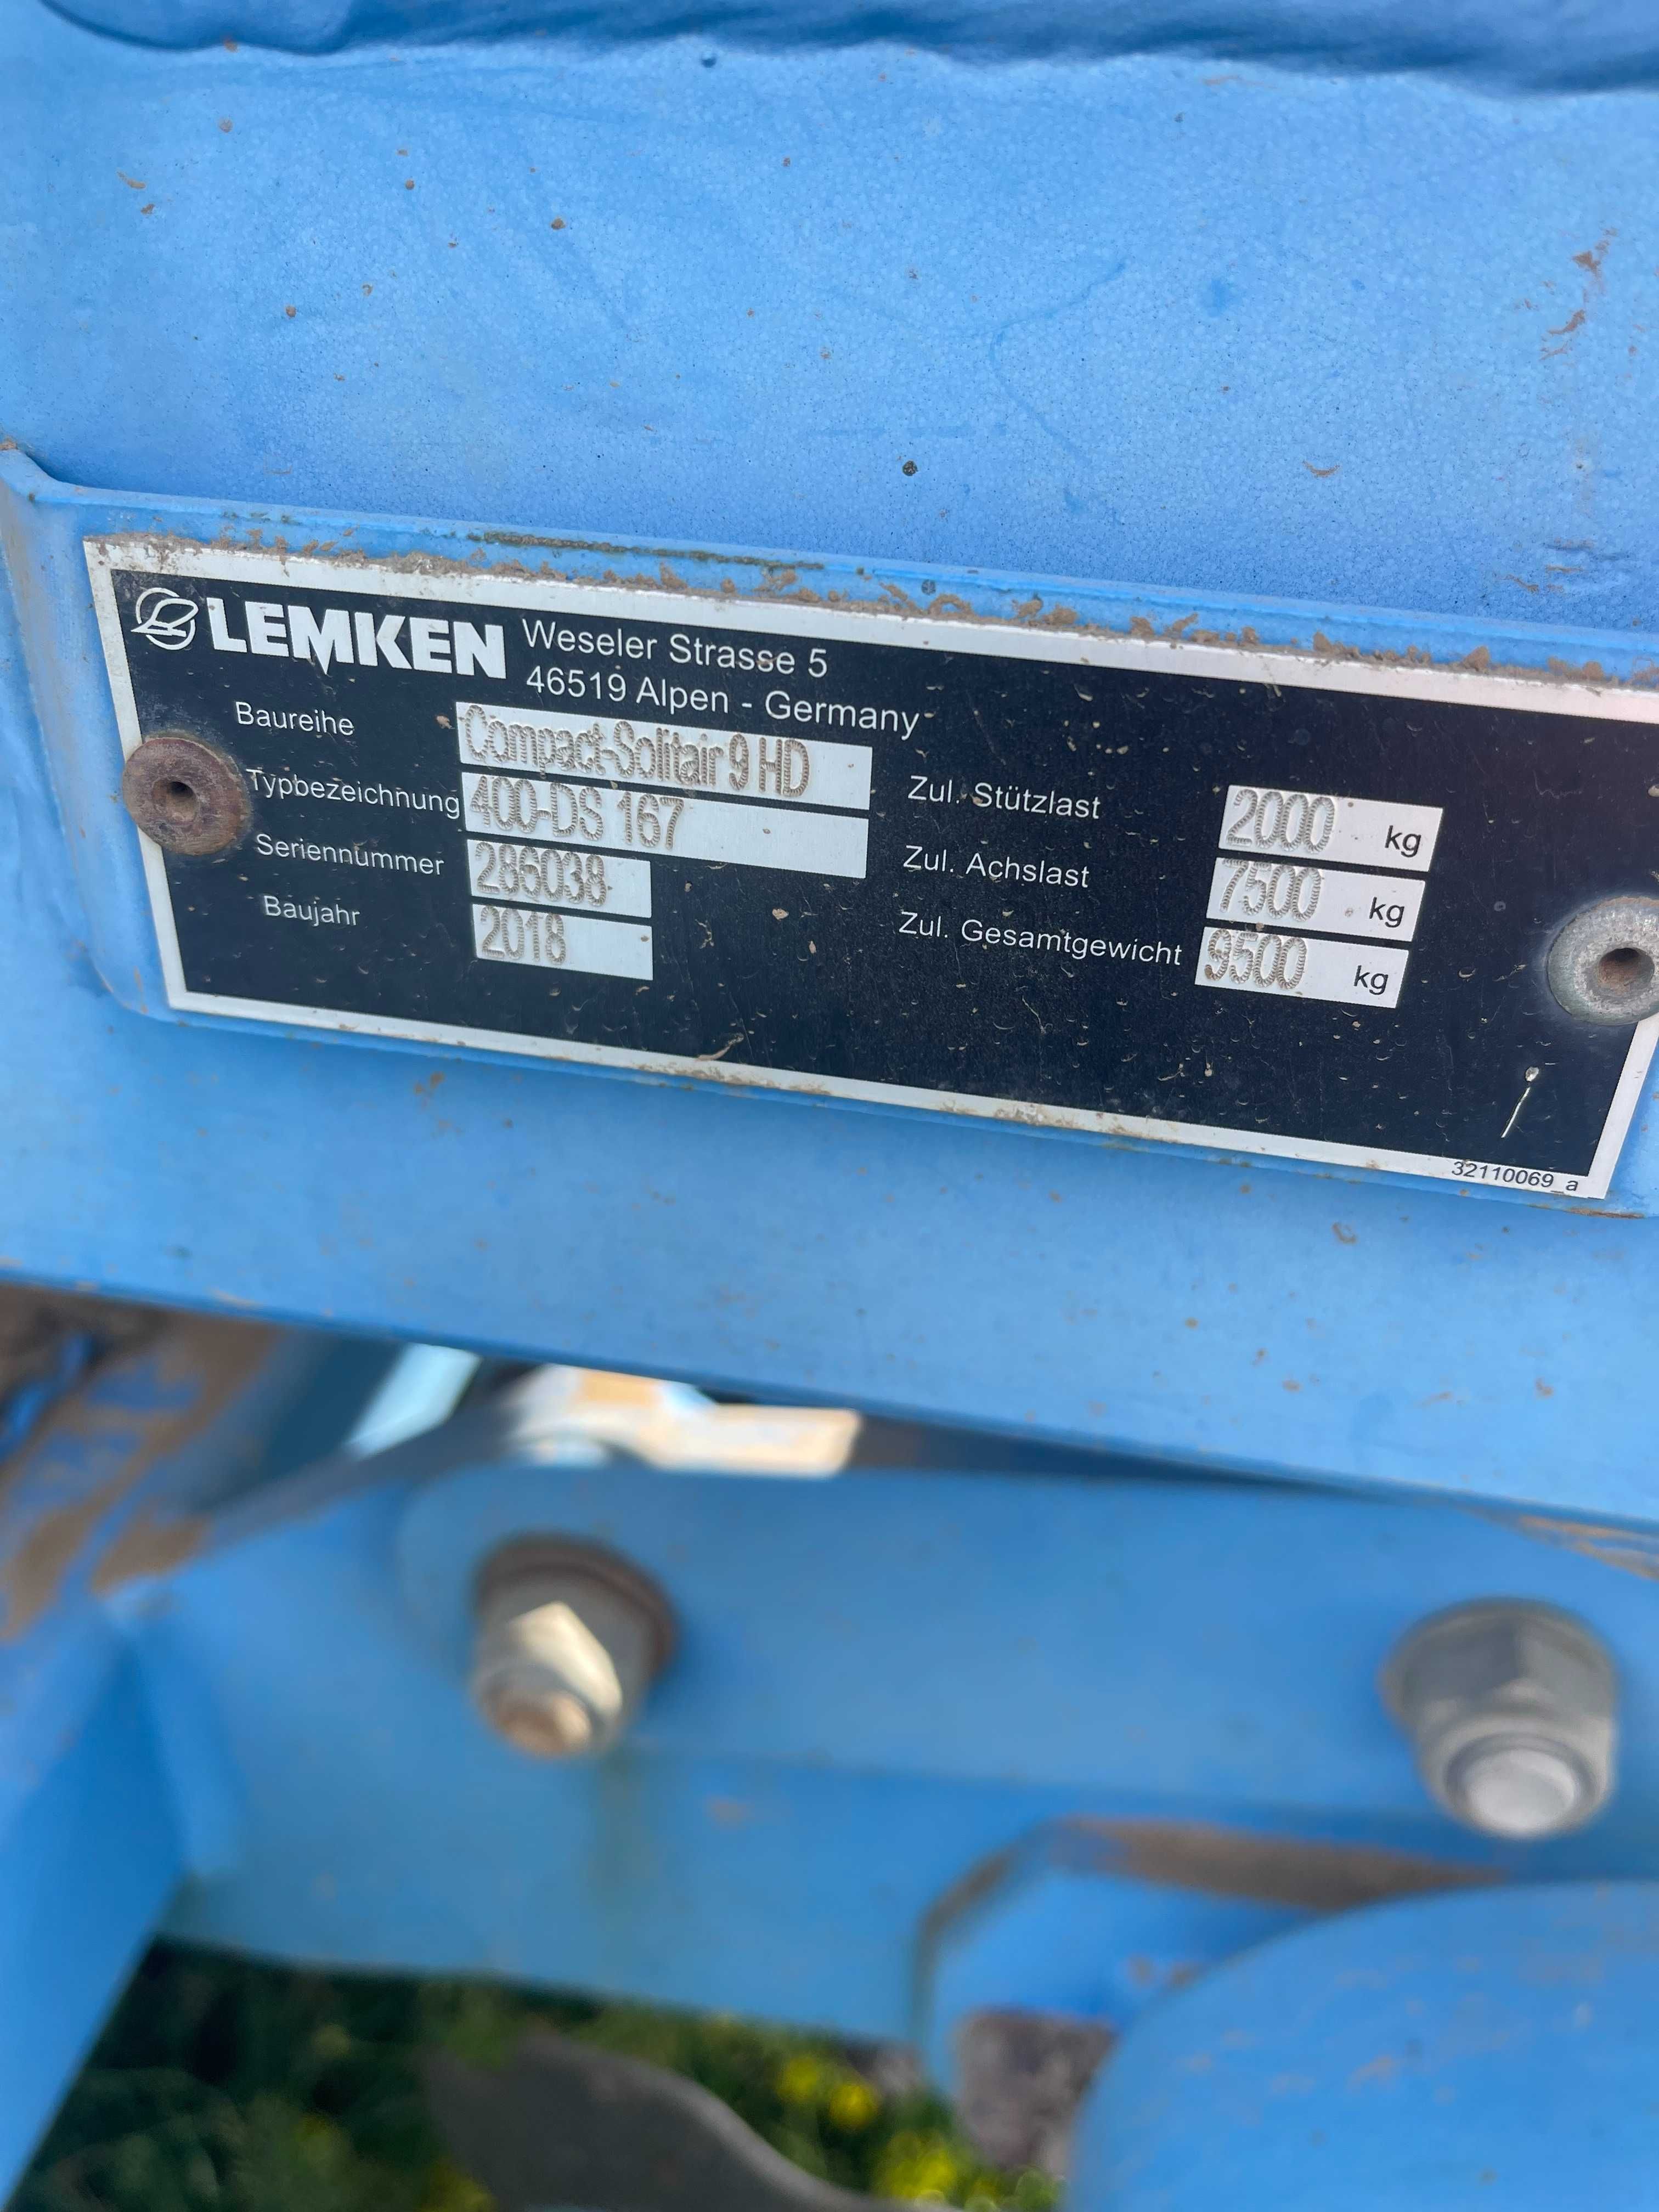 LEMKEN Weseler Strasse 5
46519 Alpen - Germany
Baureihe Compact-Solitair 9 HD
Typbezeichnung 400-DS 167
Seriennummer 286038
Baujahr 2018
Zul. Stützlast 2000 kg
Zul. Achslast 7500 kg
Zul. Gesamtgewicht 9500 kg
32110069_a